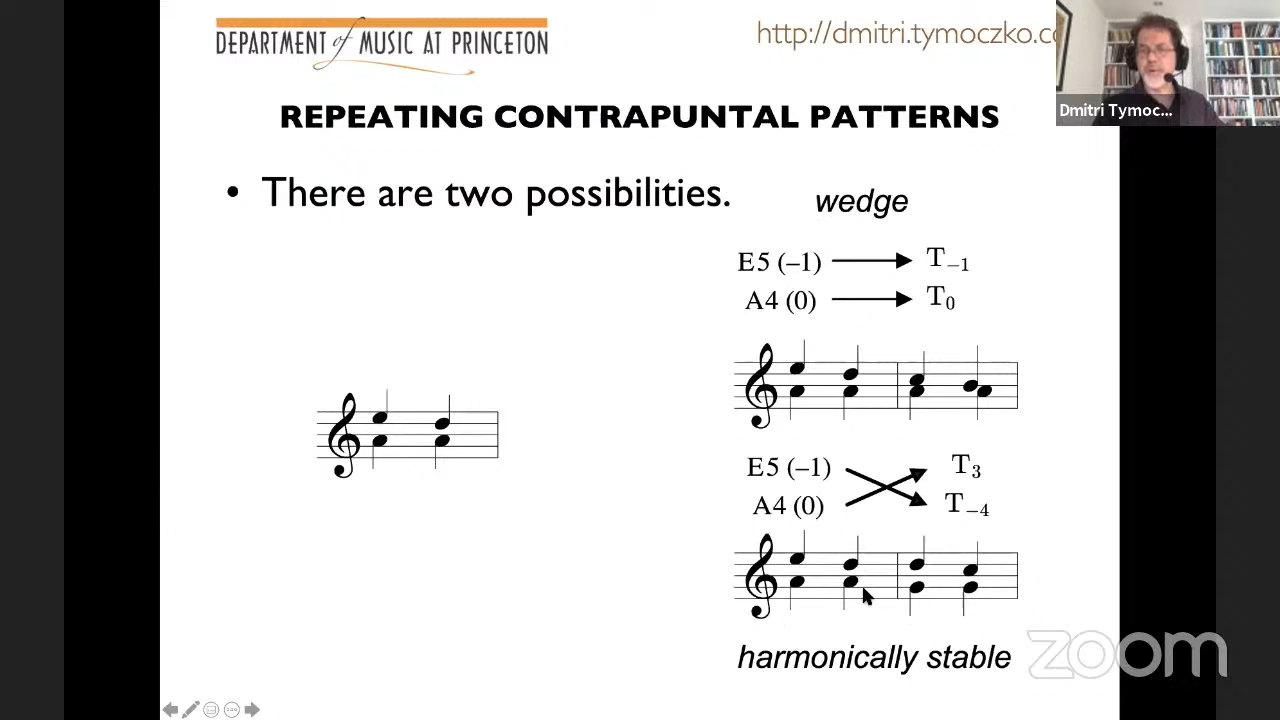 DEPARTMENT of MUSIC AT PRINCETON
http://dmitri.tymoczko.co
Dmitri Tymoc...
REPEATING CONTRAPUNTAL PATTERNS
• There are two possibilities.
wedge
E5 (–1) T–1
A4 (0) T0
E5 (–1) T3
A4 (0) T–4
harmonically stable
zoom